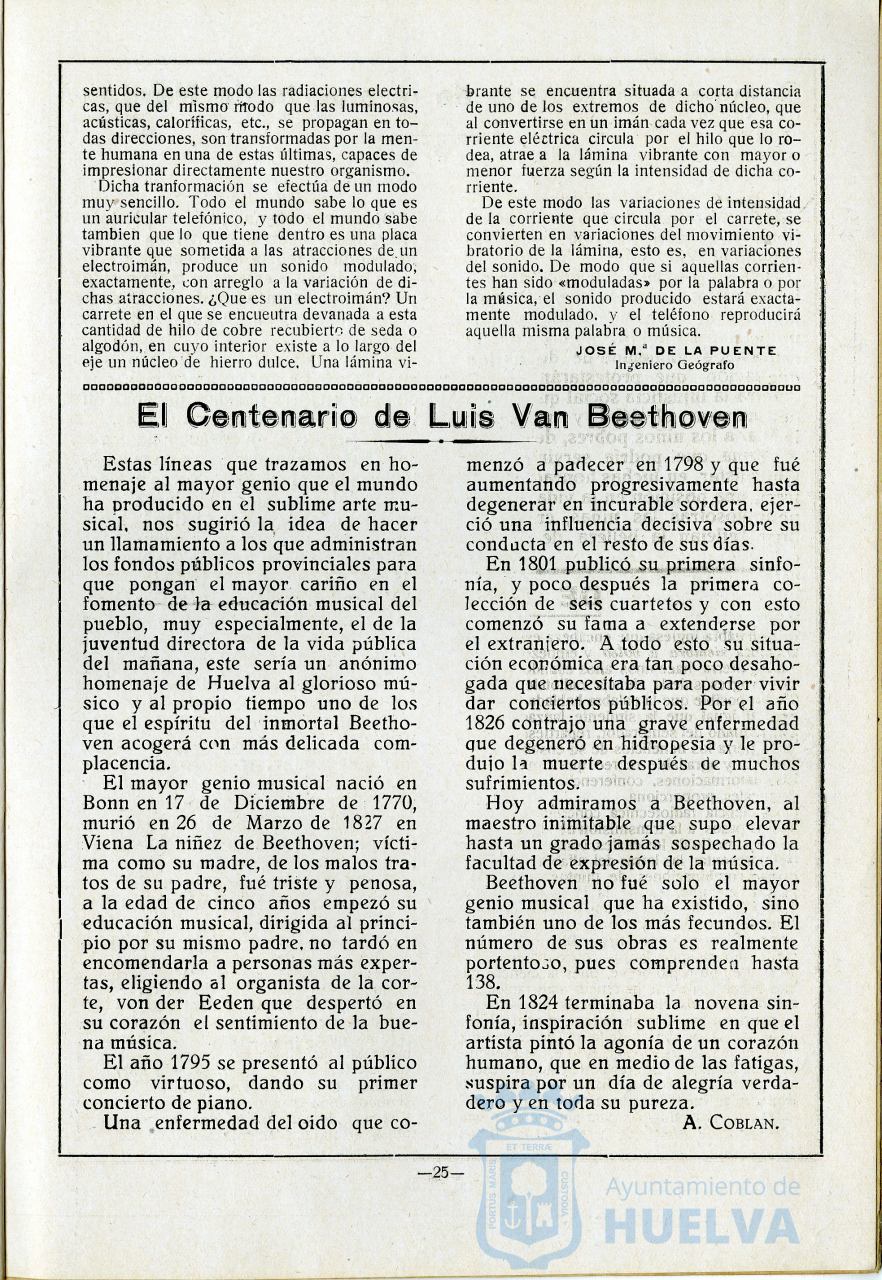 sentidos. De este modo las radiaciones electri-
cas, que del mismo modo que las luminosas,
acústicas, caloríficas, etc., se propagan en to-
das direcciones, son transformadas por la men-
te humana en una de estas últimas, capaces de
impresionar directamente nuestro organismo.
Dicha tranformación se efectúa de un modo
muy sencillo. Todo el mundo sabe lo que es
un auricular telefónico, y todo el mundo sabe
tambien que lo que tiene dentro es una placa
vibrante que sometida a las atracciones de un
electroimán, produce un sonido modulado,
exactamente, con arreglo a la variación de di-
chas atracciones. ¿Que es un electroimán? Un
carrete en el que se encuentra devanada a esta
cantidad de hilo de cobre recubierto de seda o
algodón, en cuyo interior existe a lo largo del
eje un núcleo de hierro dulce. Una lámina vi-
brante se encuentra situada a corta distancia
de uno de los extremos de dicho núcleo, que
al convertirse en un imán cada vez que esa co-
rriente eléctrica circula por el hilo que lo ro-
dea, atrae a la lámina vibrante con mayor o
menor fuerza según la intensidad de dicha co-
rriente.
De este modo las variaciones de intensidad
de la corriente que circula por el carrete, se
convierten en variaciones del movimiento vi-
bratorio de la lámina, esto es, en variaciones
del sonido. De modo que si aquellas corrien-
tes han sido «moduladas» por la palabra o por
la música, el sonido producido estará exacta-
mente modulado, y el teléfono reproducirá
aquella misma palabra o música.
JOSÉ M.ª DE LA PUENTE
Ingeniero Geógrafo
El Centenario de Luis Van Beethoven
Estas líneas que trazamos en ho-
menaje al mayor genio que el mundo
ha producido en el sublime arte mu-
sical, nos sugirió la idea de hacer
un llamamiento a los que administran
los fondos públicos provinciales para
que pongan el mayor cariño en el
fomento de la educación musical del
pueblo, muy especialmente, el de la
juventud directora de la vida pública
del mañana, este sería un anónimo
homenaje de Huelva al glorioso mú-
sico y al propio tiempo uno de los
que el espíritu del inmortal Beetho-
ven acogerá con más delicada com-
placencia.
El mayor genio musical nació en
Bonn en 17 de Diciembre de 1770,
murió en 26 de Marzo de 1827 en
Viena La niñez de Beethoven; vícti-
ma como su madre, de los malos tra-
tos de su padre, fué triste y penosa,
a la edad de cinco años empezó su
educación musical, dirigida al princi-
pio por su mismo padre, no tardó en
encomendarla a personas más exper-
tas, eligiendo al organista de la cor-
te, von der Eeden que despertó en
su corazón el sentimiento de la bue-
na música.
El año 1795 se presentó al público
como virtuoso, dando su primer
concierto de piano.
Una enfermedad del oido que co-
menzó a padecer en 1798 y que fué
aumentando progresivamente hasta
degenerar en incurable sordera, ejer-
ció una influencia decisiva sobre su
conducta en el resto de sus días.
En 1801 publicó su primera sinfo-
nía, y poco después la primera co-
lección de seis cuartetos y con esto
comenzó su fama a extenderse por
el extranjero. A todo esto su situa-
ción económica era tan poco desaho-
gada que necesitaba para poder vivir
dar conciertos públicos. Por el año
1826 contrajo una grave enfermedad
que degeneró en hidropesia y le pro-
dujo la muerte después de muchos
sufrimientos.
Hoy admiramos a Beethoven, al
maestro inimitable que supo elevar
hasta un grado jamás sospechado la
facultad de expresión de la música.
Beethoven no fué solo el mayor
genio musical que ha existido, sino
también uno de los más fecundos. El
número de sus obras es realmente
portentoso, pues comprenden hasta
138.
En 1824 terminaba la novena sin-
fonía, inspiración sublime en que el
artista pintó la agonía de un corazón
humano, que en medio de las fatigas,
suspira por un día de alegría verda-
dero y en toda su pureza.
A. COBLAN.
—25—
ET TERRÆ
PORTUS MARIS
CUSTODIA
Ayuntamiento de
HUELVA